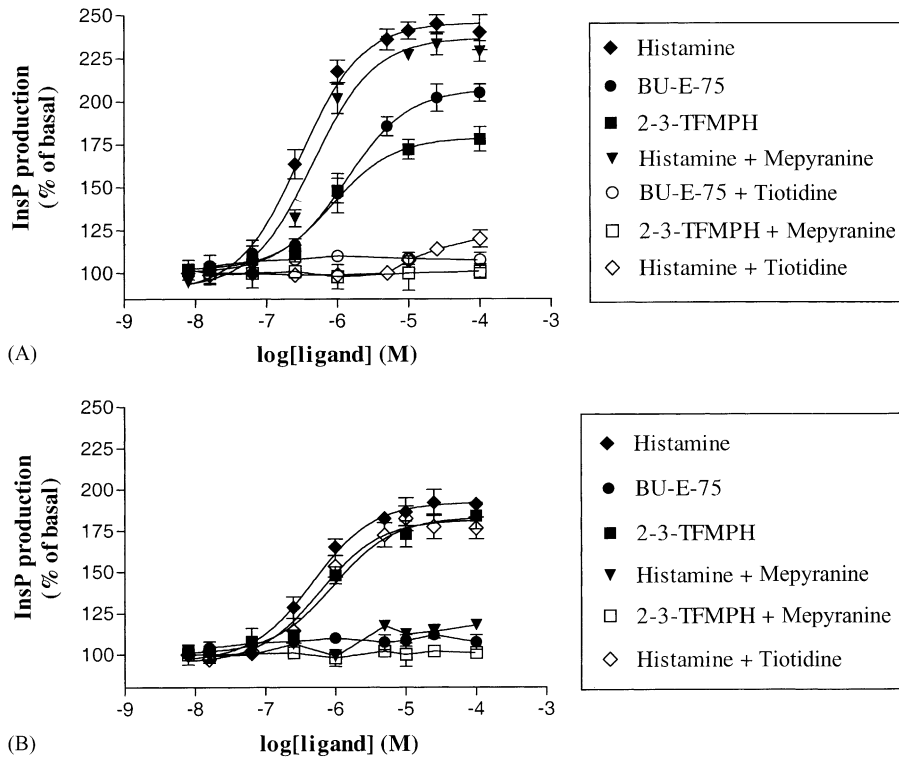 250
225
200
175
150
125
100
InsP production
(% of basal)
-9
-8
-7
-6
-5
-4
-3
log[ligand] (M)
(A)
Histamine
BU-E-75
2-3-TFMPH
Histamine + Mepyranine
BU-E-75 + Tiotidine
2-3-TFMPH + Mepyranine
Histamine + Tiotidine
250
225
200
175
150
125
100
InsP production
(% of basal)
-9
-8
-7
-6
-5
-4
-3
log[ligand] (M)
(B)
Histamine
BU-E-75
2-3-TFMPH
Histamine + Mepyranine
2-3-TFMPH + Mepyranine
Histamine + Tiotidine